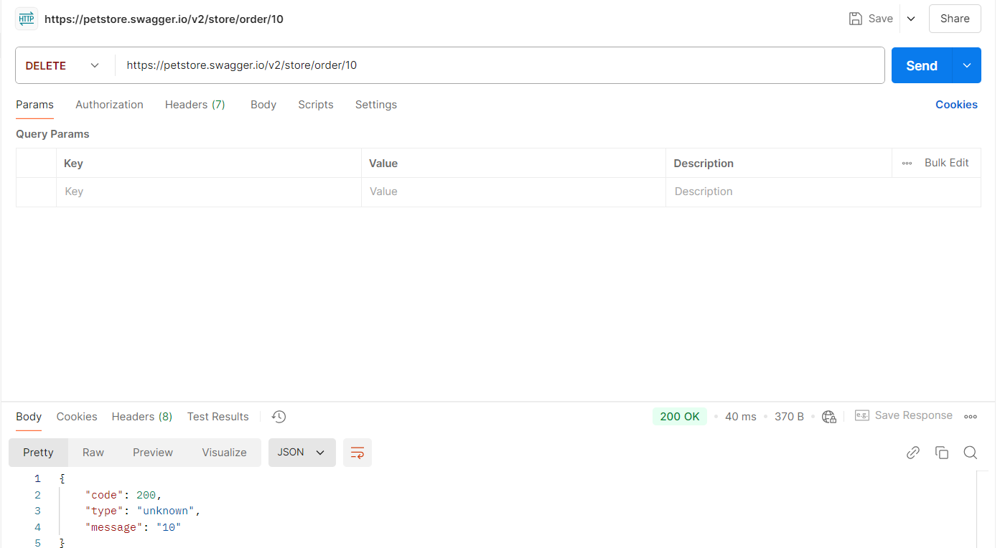 HTTP https://petstore.swagger.io/v2/store/order/10 Save Share
DELETE https://petstore.swagger.io/v2/store/order/10 Send
Params Authorization Headers (7) Body Scripts Settings Cookies
Query Params
Key Value Description Bulk Edit
Key Value Description
Body Cookies Headers (8) Test Results 200 OK 40 ms 370 B e.g. Save Response
Pretty Raw Preview Visualize JSON
1 {
2 "code": 200,
3 "type": "unknown",
4 "message": "10"
5 }